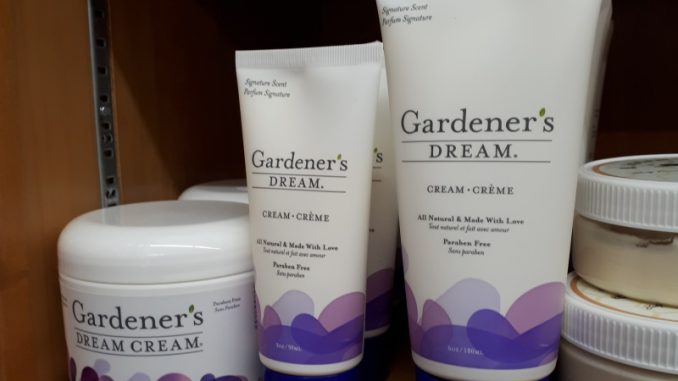 Gardener's
DREAM CREAM.
Paraben Free
Sans paraben
Signature Scent
Parfum Signature
Gardener's
DREAM.
CREAM • CRÈME
All Natural & Made With Love
Tout naturel et fait avec amour
Paraben Free
Sans paraben
Signature Scent
Parfum Signature
Gardener's
DREAM.
CREAM • CRÈME
All Natural & Made With Love
Tout naturel et fait avec amour
Paraben Free
Sans paraben